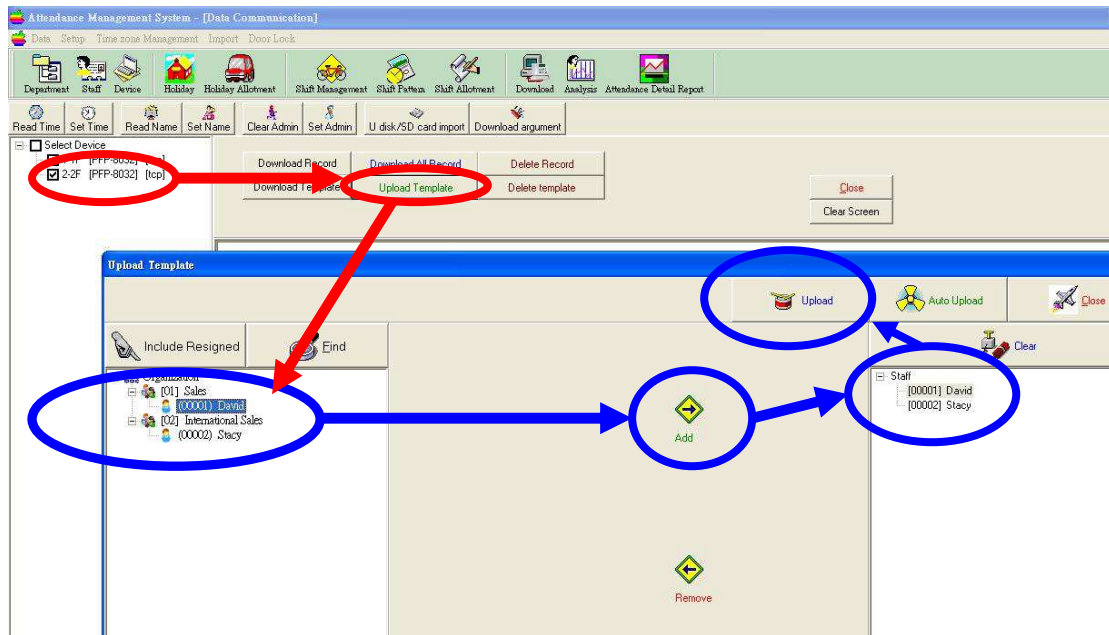 Attendance Management System - [Data Communication]
Data Setup Time zone Management Import Door Lock
Department Staff Device Holiday Holiday Allotment Shift Management Shift Pattern Shift Allotment Download Analysis Attendance Detail Report
Read Time Set Time Read Name Set Name Clear Admin Set Admin U disk/SD card import Download argument
Select Device
[PFP-8032] [tcp]
2-2F [PFP-8032] [tcp]
Download Record Download All Record Delete Record
Download Template Upload Template Delete template
Close
Clear Screen
Upload Template
Upload Auto Upload Close
Include Resigned Find Clear
Organization
[01] Sales
(00001) David
[02] International Sales
(00002) Stacy
Add
Remove
Staff
[00001] David
[00002] Stacy